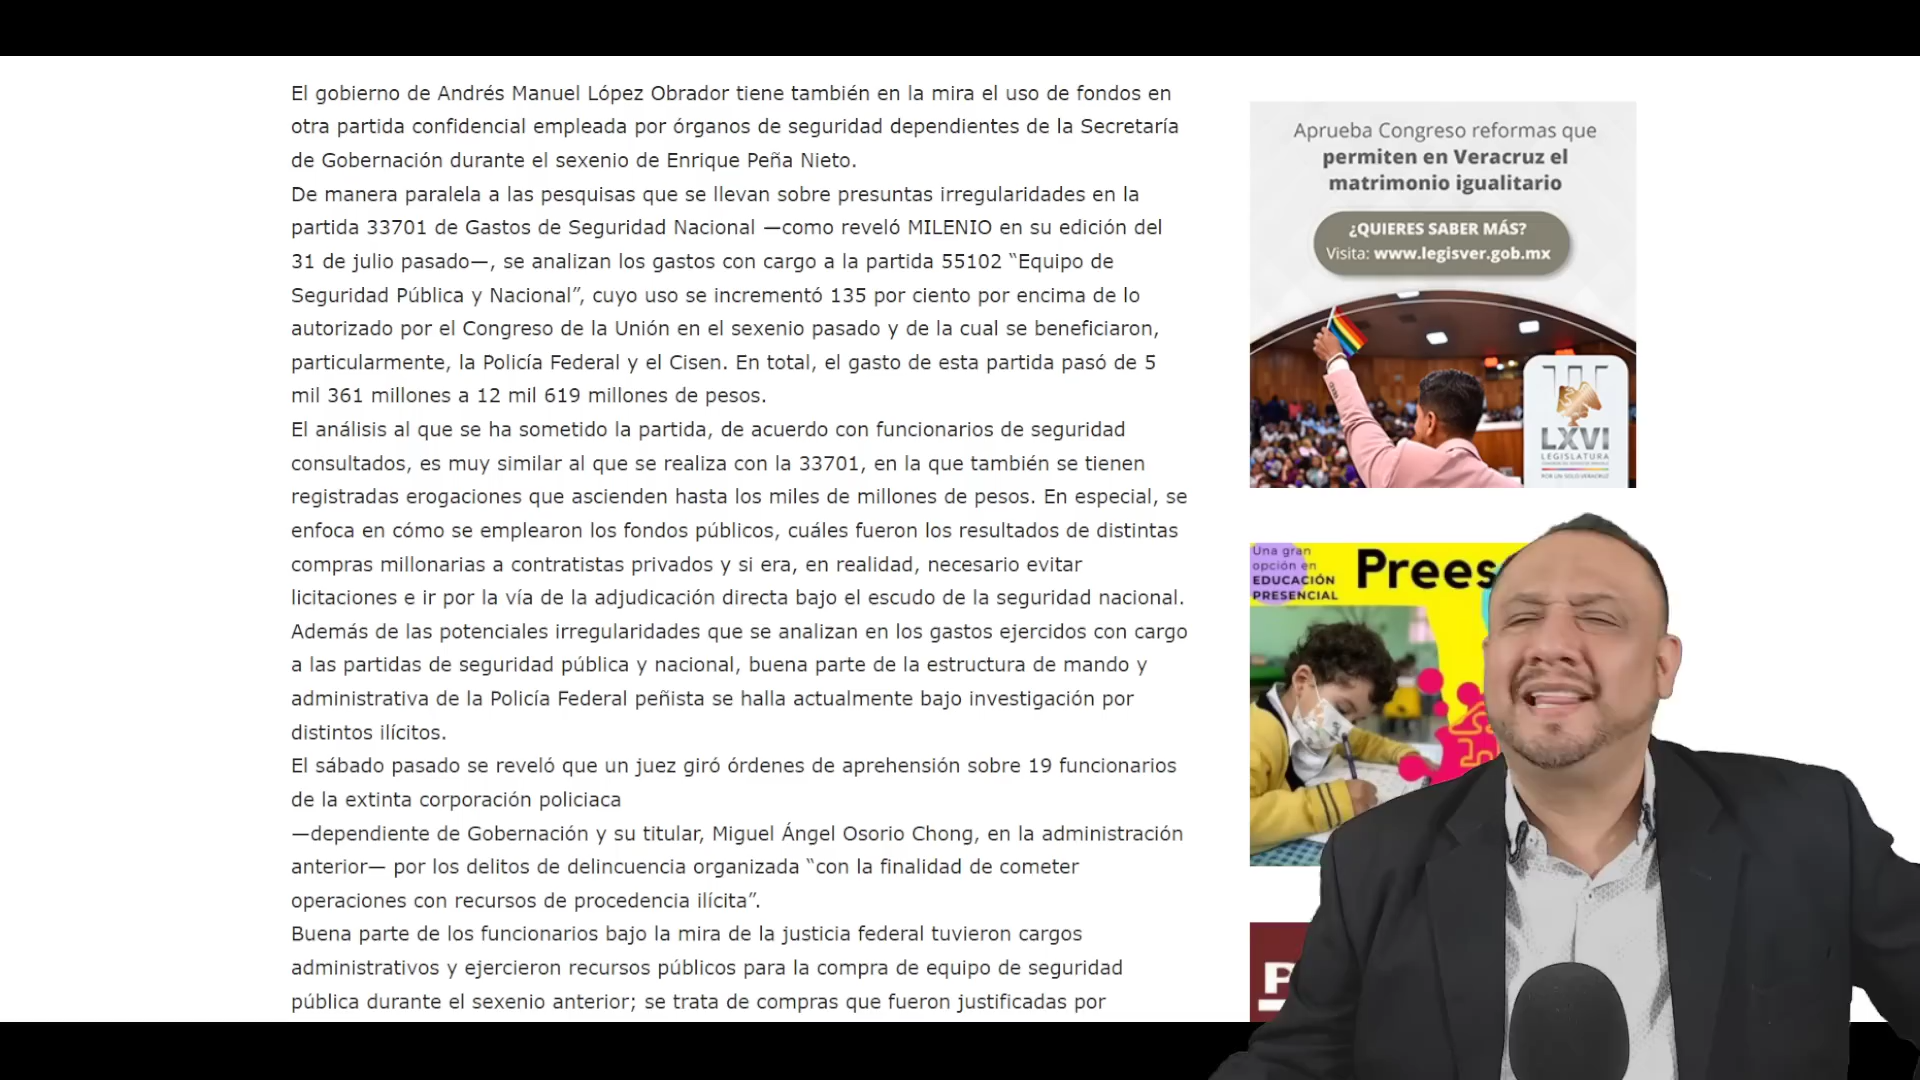 El gobierno de Andrés Manuel López Obrador tiene también en la mira el uso de fondos en
otra partida confidencial empleada por órganos de seguridad dependientes de la Secretaría
de Gobernación durante el sexenio de Enrique Peña Nieto.
De manera paralela a las pesquisas que se llevan sobre presuntas irregularidades en la
partida 33701 de Gastos de Seguridad Nacional —como reveló MILENIO en su edición del
31 de julio pasado—, se analizan los gastos con cargo a la partida 55102 “Equipo de
Seguridad Pública y Nacional”, cuyo uso se incrementó 135 por ciento por encima de lo
autorizado por el Congreso de la Unión en el sexenio pasado y de la cual se beneficiaron,
particularmente, la Policía Federal y el Cisen. En total, el gasto de esta partida pasó de 5
mil 361 millones a 12 mil 619 millones de pesos.
El análisis al que se ha sometido la partida, de acuerdo con funcionarios de seguridad
consultados, es muy similar al que se realiza con la 33701, en la que también se tienen
registradas erogaciones que ascienden hasta los miles de millones de pesos. En especial, se
enfoca en cómo se emplearon los fondos públicos, cuáles fueron los resultados de distintas
compras millonarias a contratistas privados y si era, en realidad, necesario evitar
licitaciones e ir por la vía de la adjudicación directa bajo el escudo de la seguridad nacional.
Además de las potenciales irregularidades que se analizan en los gastos ejercidos con cargo
a las partidas de seguridad pública y nacional, buena parte de la estructura de mando y
administrativa de la Policía Federal peñista se halla actualmente bajo investigación por
distintos ilícitos.
El sábado pasado se reveló que un juez giró órdenes de aprehensión sobre 19 funcionarios
de la extinta corporación policiaca
—dependiente de Gobernación y su titular, Miguel Ángel Osorio Chong, en la administración
anterior— por los delitos de delincuencia organizada “con la finalidad de cometer
operaciones con recursos de procedencia ilícita”.
Buena parte de los funcionarios bajo la mira de la justicia federal tuvieron cargos
administrativos y ejercieron recursos públicos para la compra de equipo de seguridad
pública durante el sexenio anterior; se trata de compras que fueron justificadas por
Aprueba Congreso reformas que
permiten en Veracruz el
matrimonio igualitario
¿QUIERES SABER MÁS?
Visita: www.legisver.gob.mx
LXVI
LEGISLATURA
POR UN SOLO VERACRUZ
Una gran
opción en
EDUCACIÓN
PRESENCIAL
Prees
P